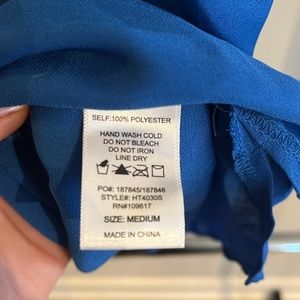 SELF:100% POLYESTER
HAND WASH COLD
DO NOT BLEACH
DO NOT IRON
LINE DRY
PO#: 187845/187846
STYLE#: HT4030S
RN#109617
SIZE: MEDIUM
MADE IN CHINA